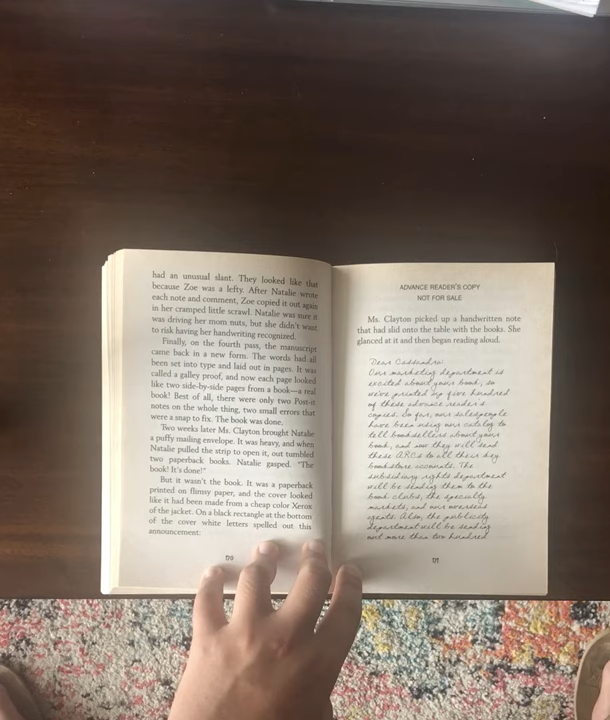 had an unusual slant. They looked like that
because Zoe was a lefty. After Natalie wrote
each note and comment, Zoe copied it out again
in her cramped little scrawl. Natalie was sure it
was driving her mom nuts, but she didn't want
to risk having her handwriting recognized.
Finally, on the fourth pass, the manuscript
came back in a new form. The words had all
been set into type and laid out in pages. It was
called a galley proof, and now each page looked
like two side-by-side pages from a book—a real
book! Best of all, there were only two Post-it
notes on the whole thing, two small errors that
were a snap to fix. The book was done.
Two weeks later Ms. Clayton brought Natalie
a puffy mailing envelope. It was heavy, and when
Natalie pulled the strip to open it, out tumbled
two paperback books. Natalie gasped. "The
book! It's done!"
But it wasn't the book. It was a paperback
printed on flimsy paper, and the cover looked
like it had been made from a cheap color Xerox
of the jacket. On a black rectangle at the bottom
of the cover white letters spelled out this
announcement:
ADVANCE READER'S COPY
NOT FOR SALE
Ms. Clayton picked up a handwritten note
that had slid onto the table with the books. She
glanced at it and then began reading aloud.
Dear Cassandra:
Our marketing department is
excited about your book, so
we've printed up five hundred
of these advance reader's
copies. So far, our salespeople
have been using our catalog to
tell booksellers about your
book, and now they will send
these ARCs to all their key
bookstore accounts. The
subsidiary rights department
will be sending them to the
book clubs, the specialty
markets, and our overseas
agents. Also, the publicity
department will be sending
out more than two hundred
171